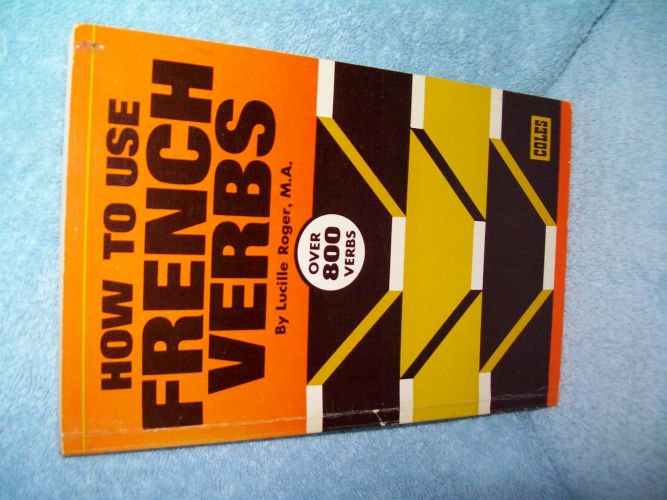 HOW TO USE
FRENCH
VERBS
By Lucille Roger, M.A.
OVER
800
VERBS
COLES